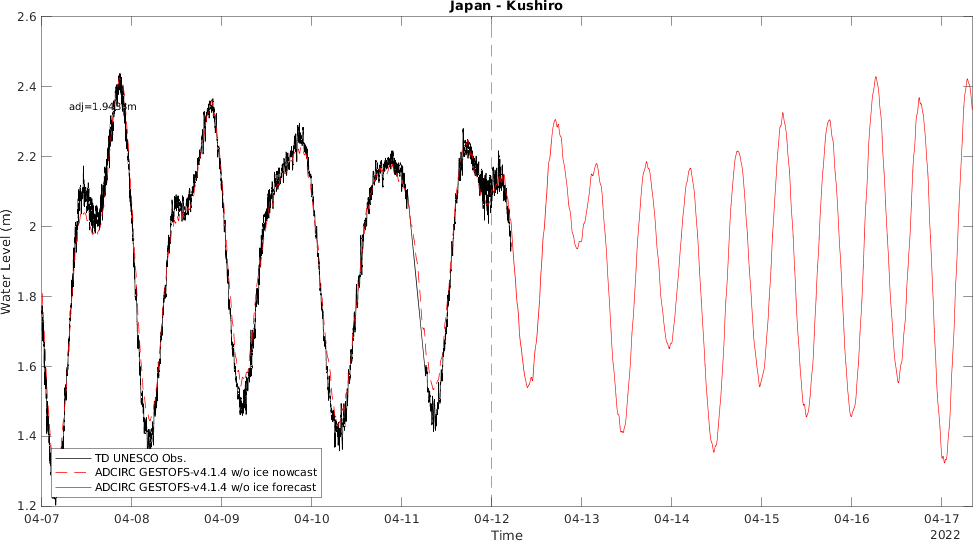 Japan - Kushiro
2.6
2.4
2.2
2
1.8
1.6
1.4
1.2
Water Level (m)
TD UNESCO Obs.
ADCIRC GESTOFS-v4.1.4 w/o ice nowcast
ADCIRC GESTOFS-v4.1.4 w/o ice forecast
04-07 04-08 04-09 04-10 04-11 04-12 04-13 04-14 04-15 04-16 04-17
Time
2022